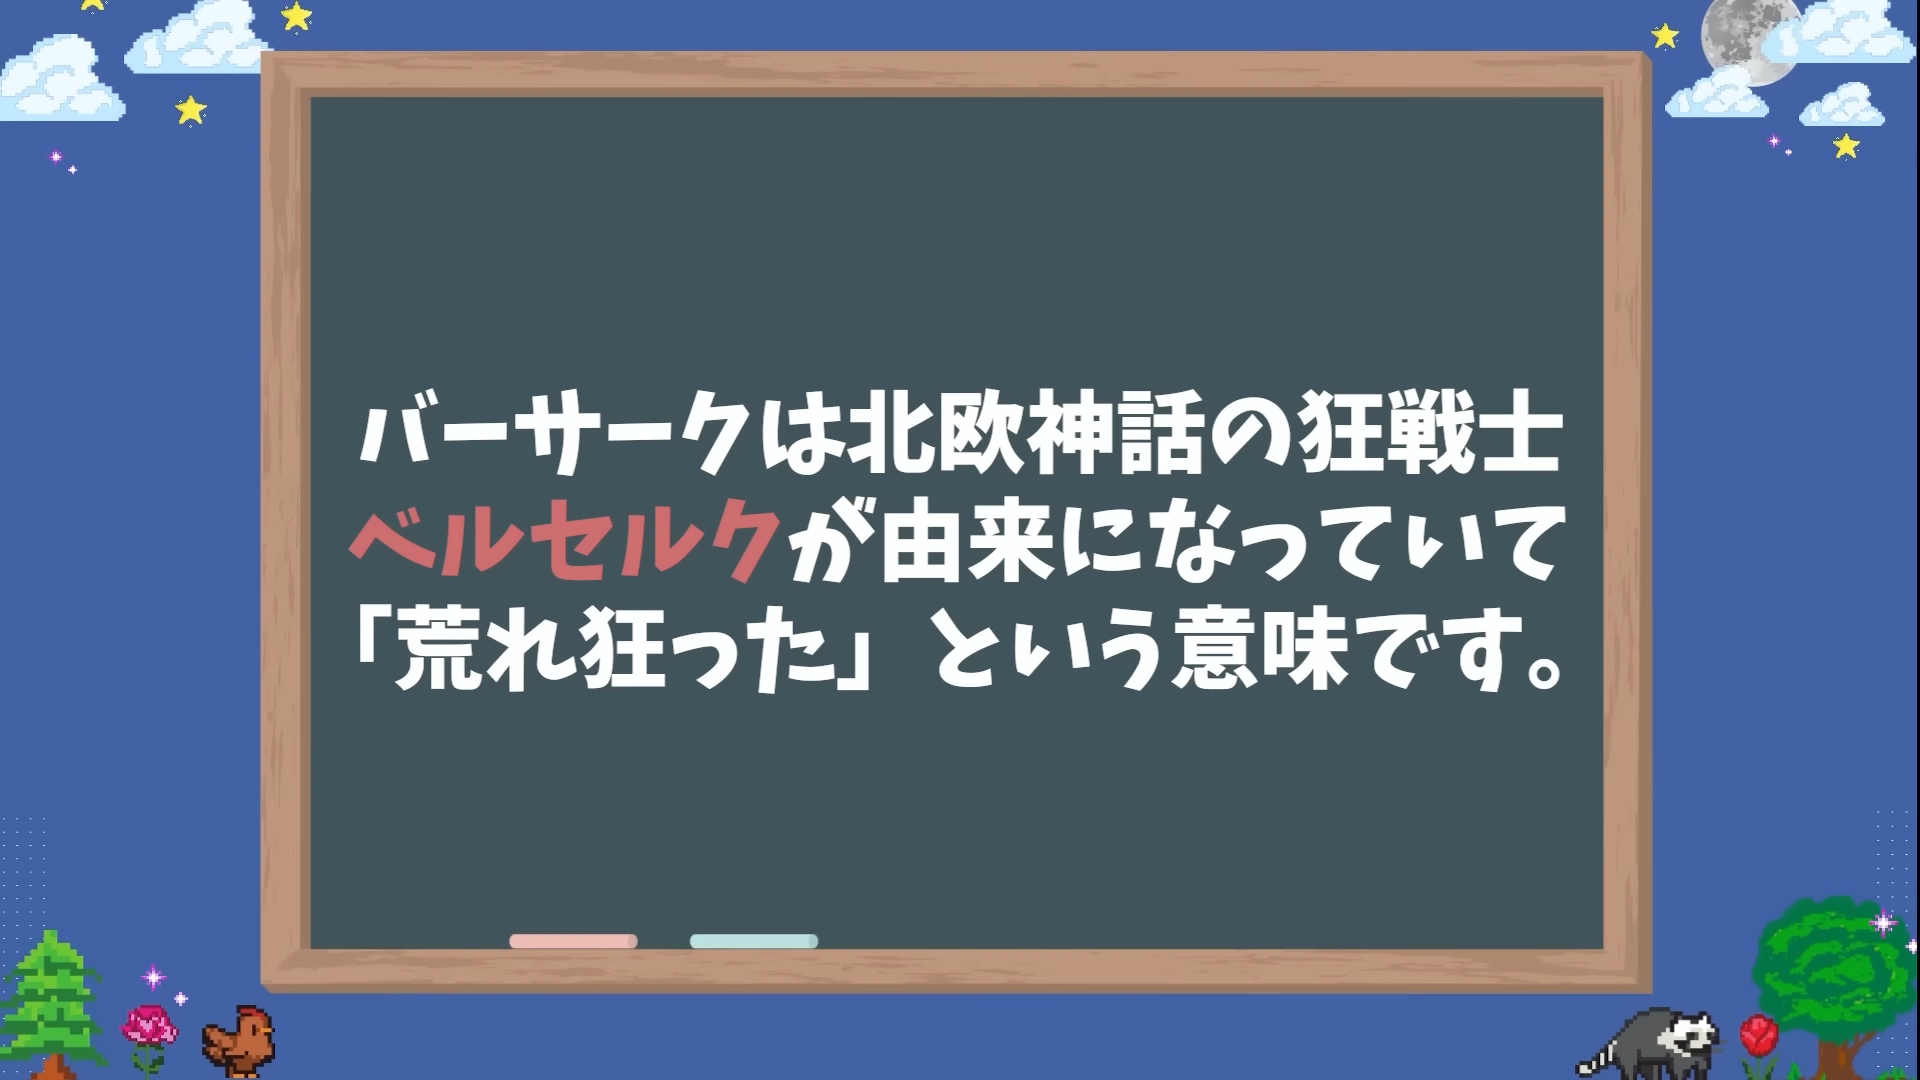 バーサークは北欧神話の狂戦士
ベルセルクが由来になっていて
「荒れ狂った」という意味です。